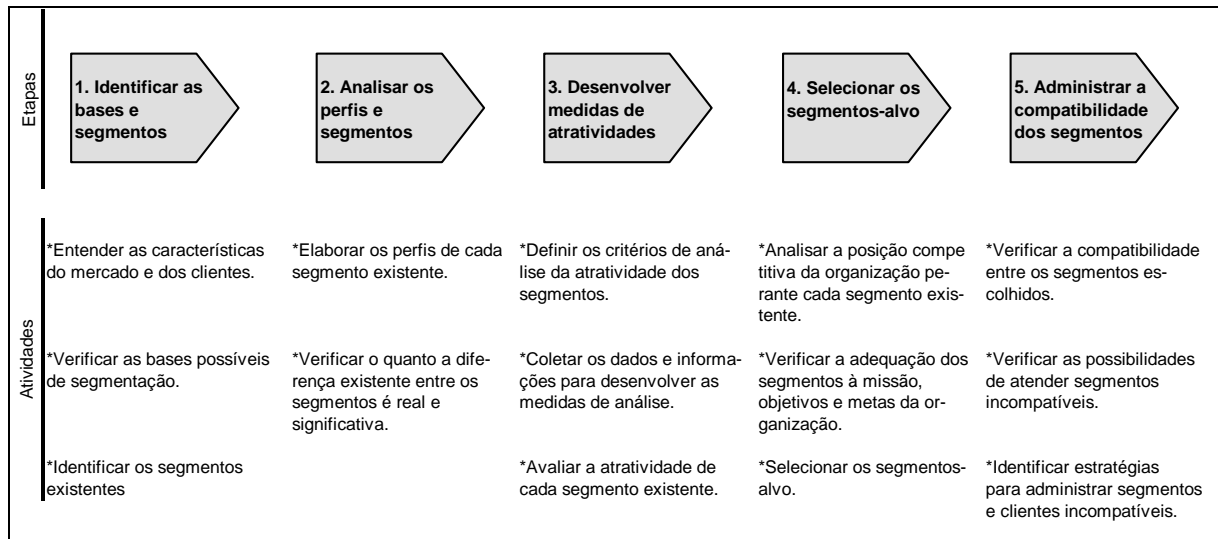 Etapas
1. Identificar as
bases e
segmentos
2. Analisar os
perfis e
segmentos
3. Desenvolver
medidas de
atratividades
4. Selecionar os
segmentos-alvo
5. Administrar a
compatibilidade
dos segmentos
Atividades
*Entender as características
do mercado e dos clientes.
*Elaborar os perfis de cada
segmento existente.
*Definir os critérios de aná-
lise da atratividade dos
segmentos.
*Analisar a posição compe
titiva da organização pe-
rante cada segmento exis-
tente.
*Verificar a compatibilidade
entre os segmentos es-
colhidos.
*Verificar as bases possíveis
de segmentação.
*Verificar o quanto a dife-
rença existente entre os
segmentos é real e
significativa.
*Coletar os dados e informa-
ções para desenvolver as
medidas de análise.
*Verificar a adequação dos
segmentos à missão,
objetivos e metas da or-
ganização.
*Verificar as possibilidades
de atender segmentos
incompatíveis.
*Identificar os segmentos
existentes
*Avaliar a atratividade de
cada segmento existente.
*Selecionar os segmentos-
alvo.
*Identificar estratégias
para administrar segmentos
e clientes incompatíveis.